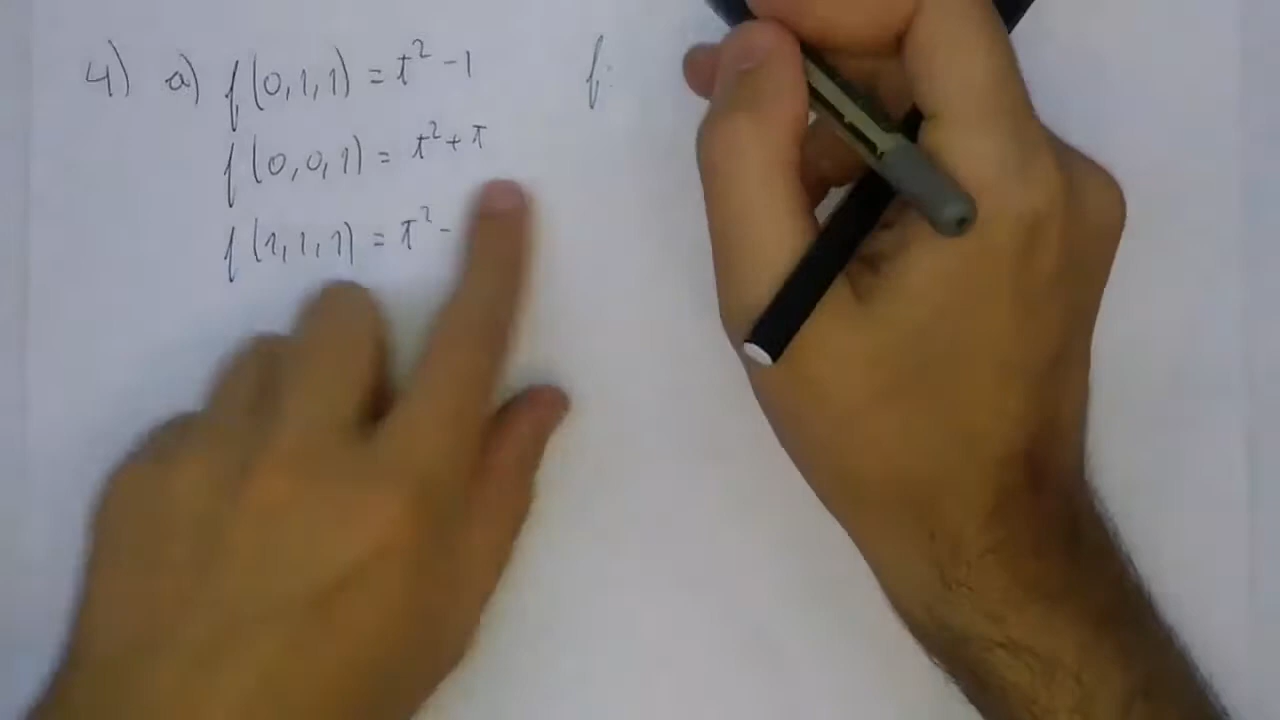 4) a) f(0,1,1) = t² -1 f:
f(0,0,1) = t² + t
f(1,1,1) = t² -